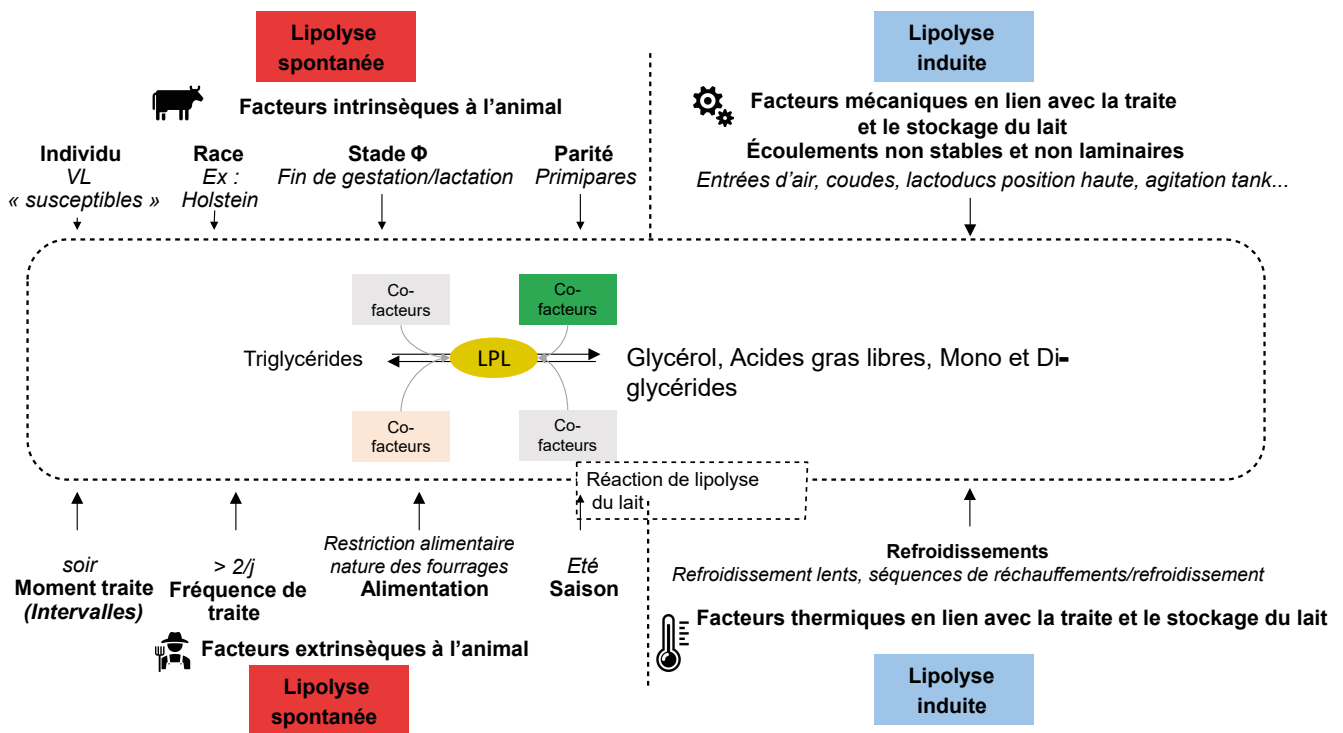 Lipolyse
spontanée
Lipolyse
induite
Facteurs intrinsèques à l'animal
Facteurs mécaniques en lien avec la traite
et le stockage du lait
Écoulements non stables et non laminaires
Entrées d'air, coudes, lactoducs position haute, agitation tank...
Individu
VL
« susceptibles »
Race
Ex :
Holstein
Stade Φ
Fin de gestation/lactation)
Parité
Primipares
Co-
facteurs
Co-
facteurs
Triglycérides
LPL
Glycérol, Acides gras libres, Mono et Di-
glycérides
Co-
facteurs
Co-
facteurs
Réaction de lipolyse
du lait
soir
Moment traite
(Intervalles)
> 2/j
Fréquence de
traite
Restriction alimentaire
nature des fourrages
Alimentation
Eté
Saison
Refroidissements
Refroidissement lents, séquences de réchauffements/refroidissement
Facteurs thermiques en lien avec la traite et le stockage du lait
Facteurs extrinsèques à l'animal
Lipolyse
spontanée
Lipolyse
induite